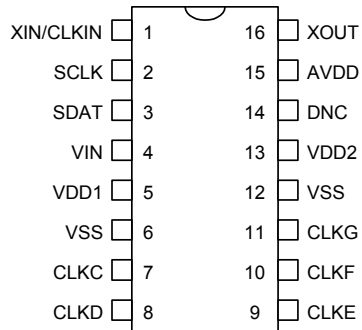 XIN/CLKIN 1 16 XOUT
SCLK 2 15 AVDD
SDAT 3 14 DNC
VIN 4 13 VDD2
VDD1 5 12 VSS
VSS 6 11 CLKG
CLKC 7 10 CLKF
CLKD 8 9 CLKE